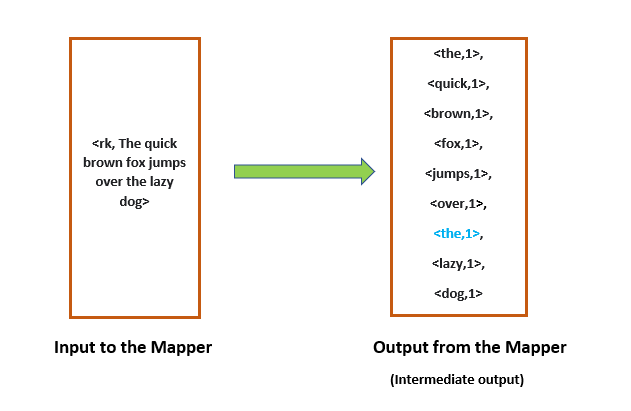 <rk, The quick
brown fox jumps
over the lazy
dog>
<the,1>,
<quick,1>,
<brown,1>,
<fox,1>,
<jumps,1>,
<over,1>,
<the,1>,
<lazy,1>,
<dog,1>
Input to the Mapper
Output from the Mapper
(Intermediate output)